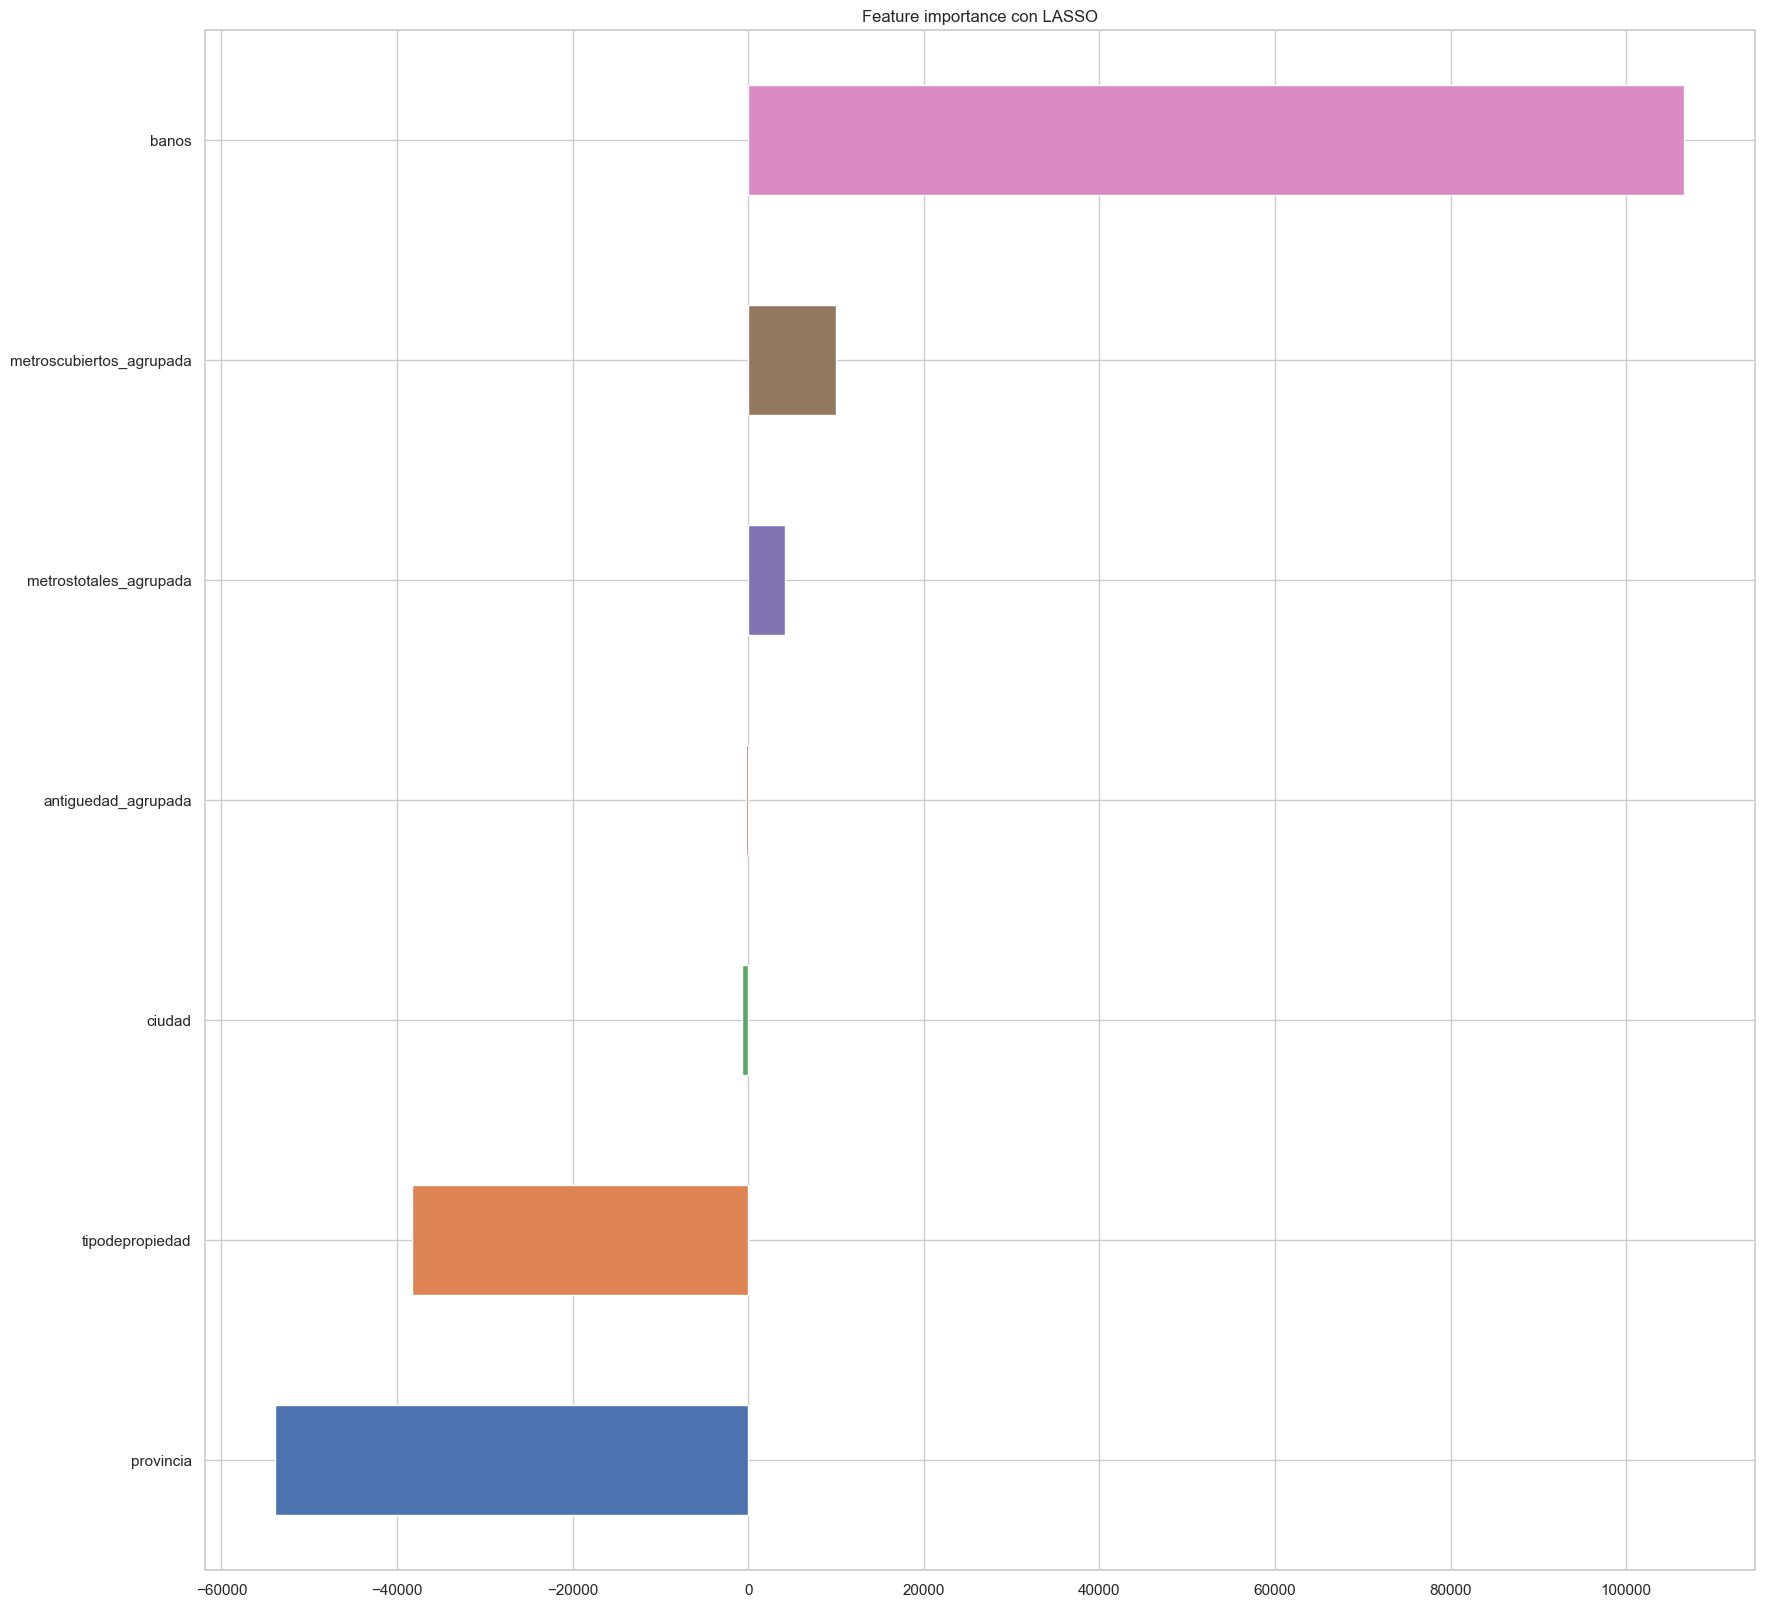 Feature importance con LASSO
banos
metroscubiertos_agrupada
metrostotales_agrupada
antiguedad_agrupada
ciudad
tipodepropiedad
provincia
−60000 −40000 −20000 0 20000 40000 60000 80000 100000